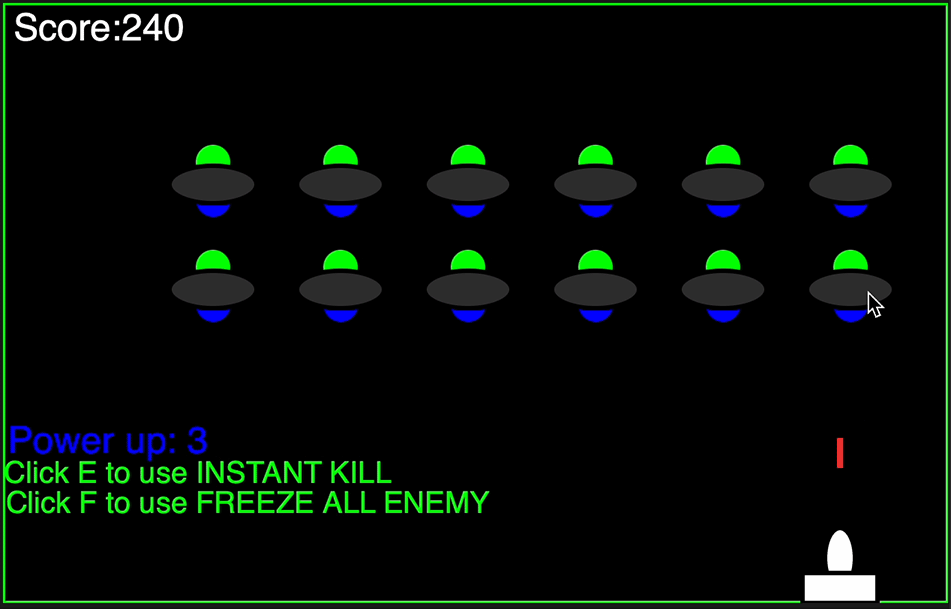 Score:240
Power up: 3
Click E to use INSTANT KILL
Click F to use FREEZE ALL ENEMY